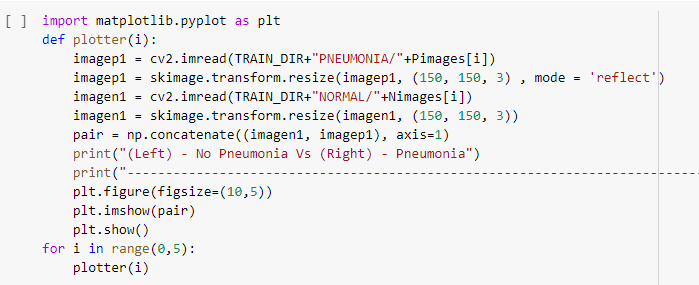 [ ] import matplotlib.pyplot as plt
def plotter(i):
    imagep1 = cv2.imread(TRAIN_DIR+"PNEUMONIA/"+Pimages[i])
    imagep1 = skimage.transform.resize(imagep1, (150, 150, 3) , mode = 'reflect')
    imagen1 = cv2.imread(TRAIN_DIR+"NORMAL/"+Nimages[i])
    imagen1 = skimage.transform.resize(imagen1, (150, 150, 3))
    pair = np.concatenate((imagen1, imagep1), axis=1)
    print("(Left) - No Pneumonia Vs (Right) - Pneumonia")
    print("-----------------------------------------------------------------------------
    plt.figure(figsize=(10,5))
    plt.imshow(pair)
    plt.show()
for i in range(0,5):
    plotter(i)